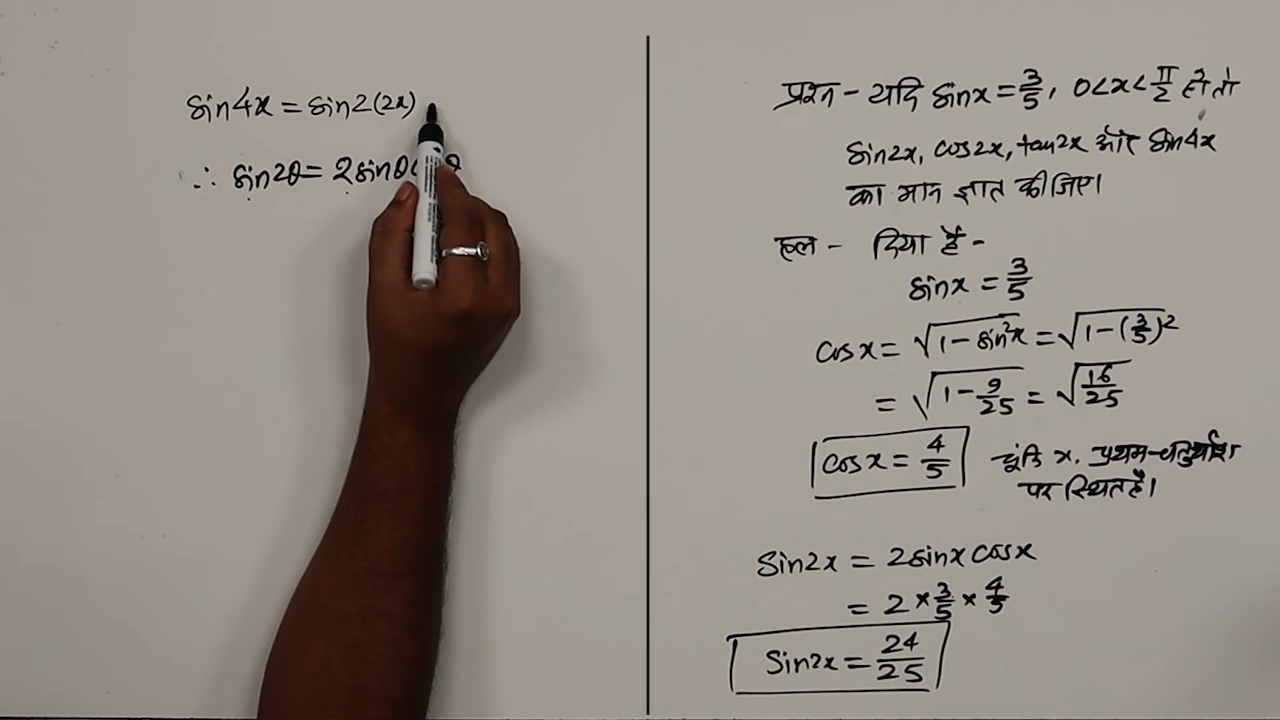 sin4x = sin2(2x)
∴ sin2θ = 2sinθ
प्रश्न - यदि sinx = 3/5, 0<x<π/2 हो तो
sin2x, cos2x, tan2x और sin4x
का मान ज्ञात कीजिए।
हल - दिया है -
sinx = 3/5
cosx = √(1-sin²x) = √(1-(3/5)²)
= √(1-9/25) = √(16/25)
cosx = 4/5 चूंकि x, प्रथम-चतुर्थांश
पर स्थित है।
Sin2x = 2sinx cosx
= 2 × 3/5 × 4/5
Sin2x = 24/25